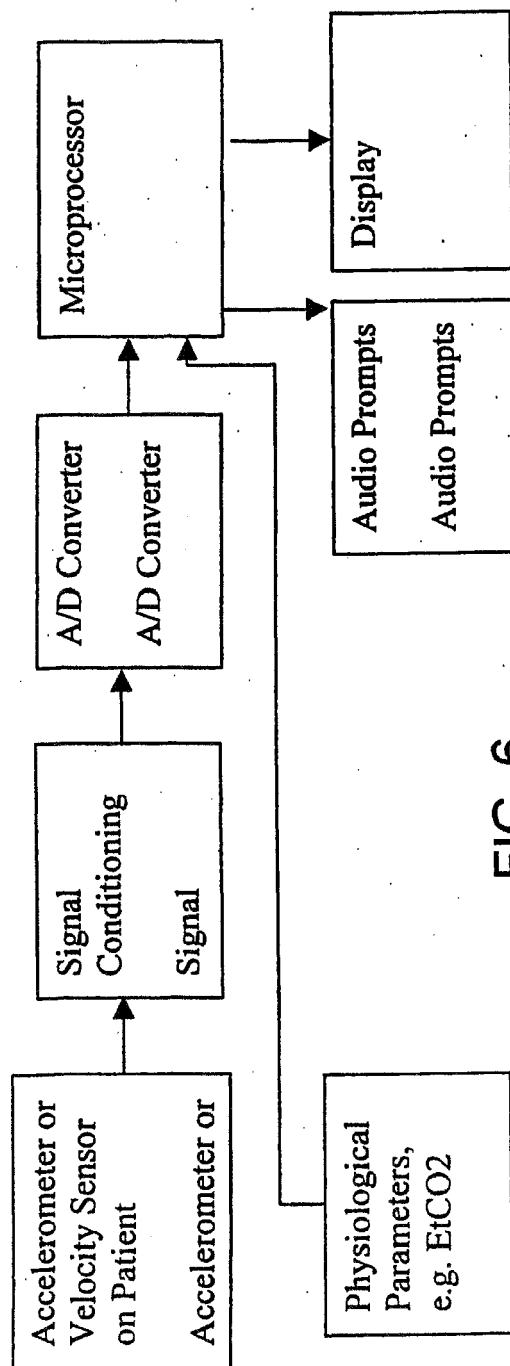 Accelerometer or
Velocity Sensor
on Patient
Accelerometer or
Signal
Conditioning
Signal
A/D Converter
A/D Converter
Microprocessor
Physiological
Parameters,
e.g. EtCO2
Audio Prompts
Audio Prompts
Display
FIG. 6